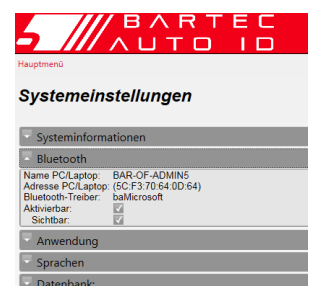 BARTEC
AUTO ID
Hauptmenü
Systemeinstellungen
Systeminformationen
Bluetooth
Name PC/Laptop: BAR-OF-ADMIN5
Adresse PC/Laptop: (5C:F3:70:64:0D:64)
Bluetooth-Treiber: baMicrosoft
Aktivierbar:
Sichtbar:
Anwendung
Sprachen
Datenbank: